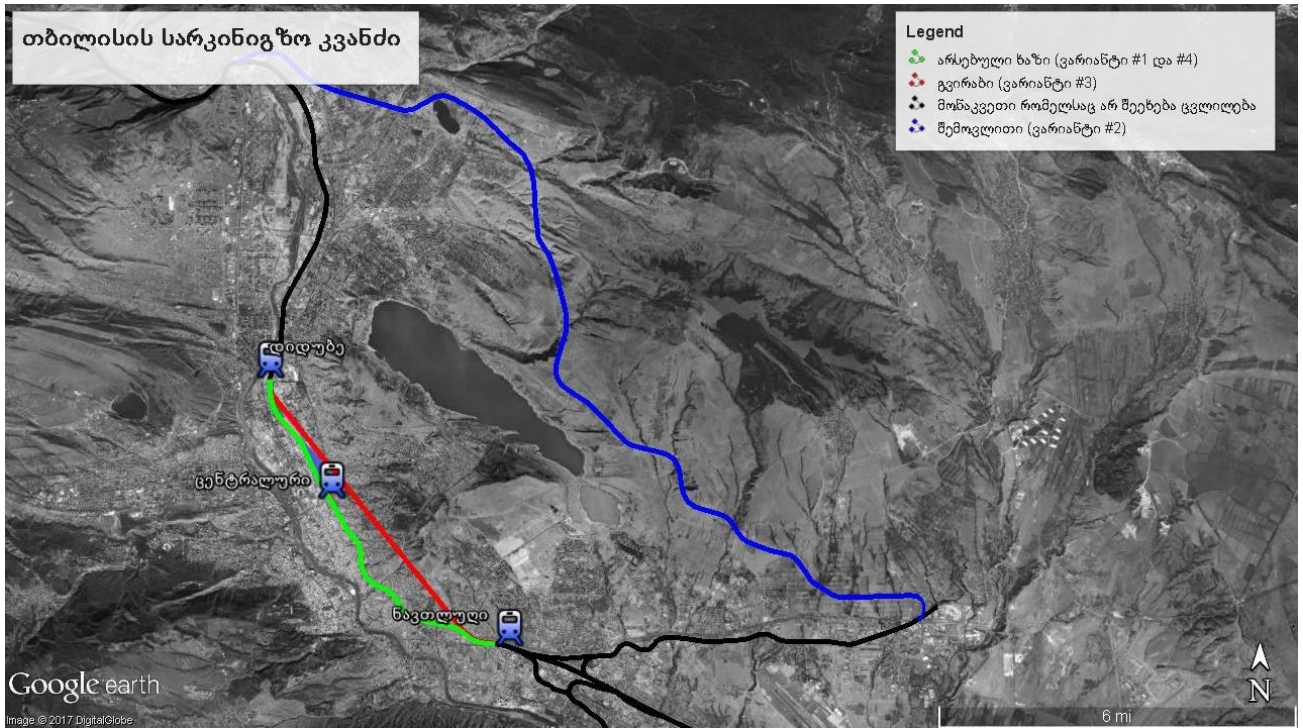 თბილისის სარკინიგზო კვანძი
Legend
არსებული ხაზი (ვარიანტი #1 და #4)
გვირაბი (ვარიანტი #3)
მონაკვეთი რომელსაც არ შეეხება ცვლილება
შემოვლითი (ვარიანტი #2)
დიდუბე
ცენტრალური
ნავთლუღი
Google earth
Image © 2017 DigitalGlobe
N
6 mi